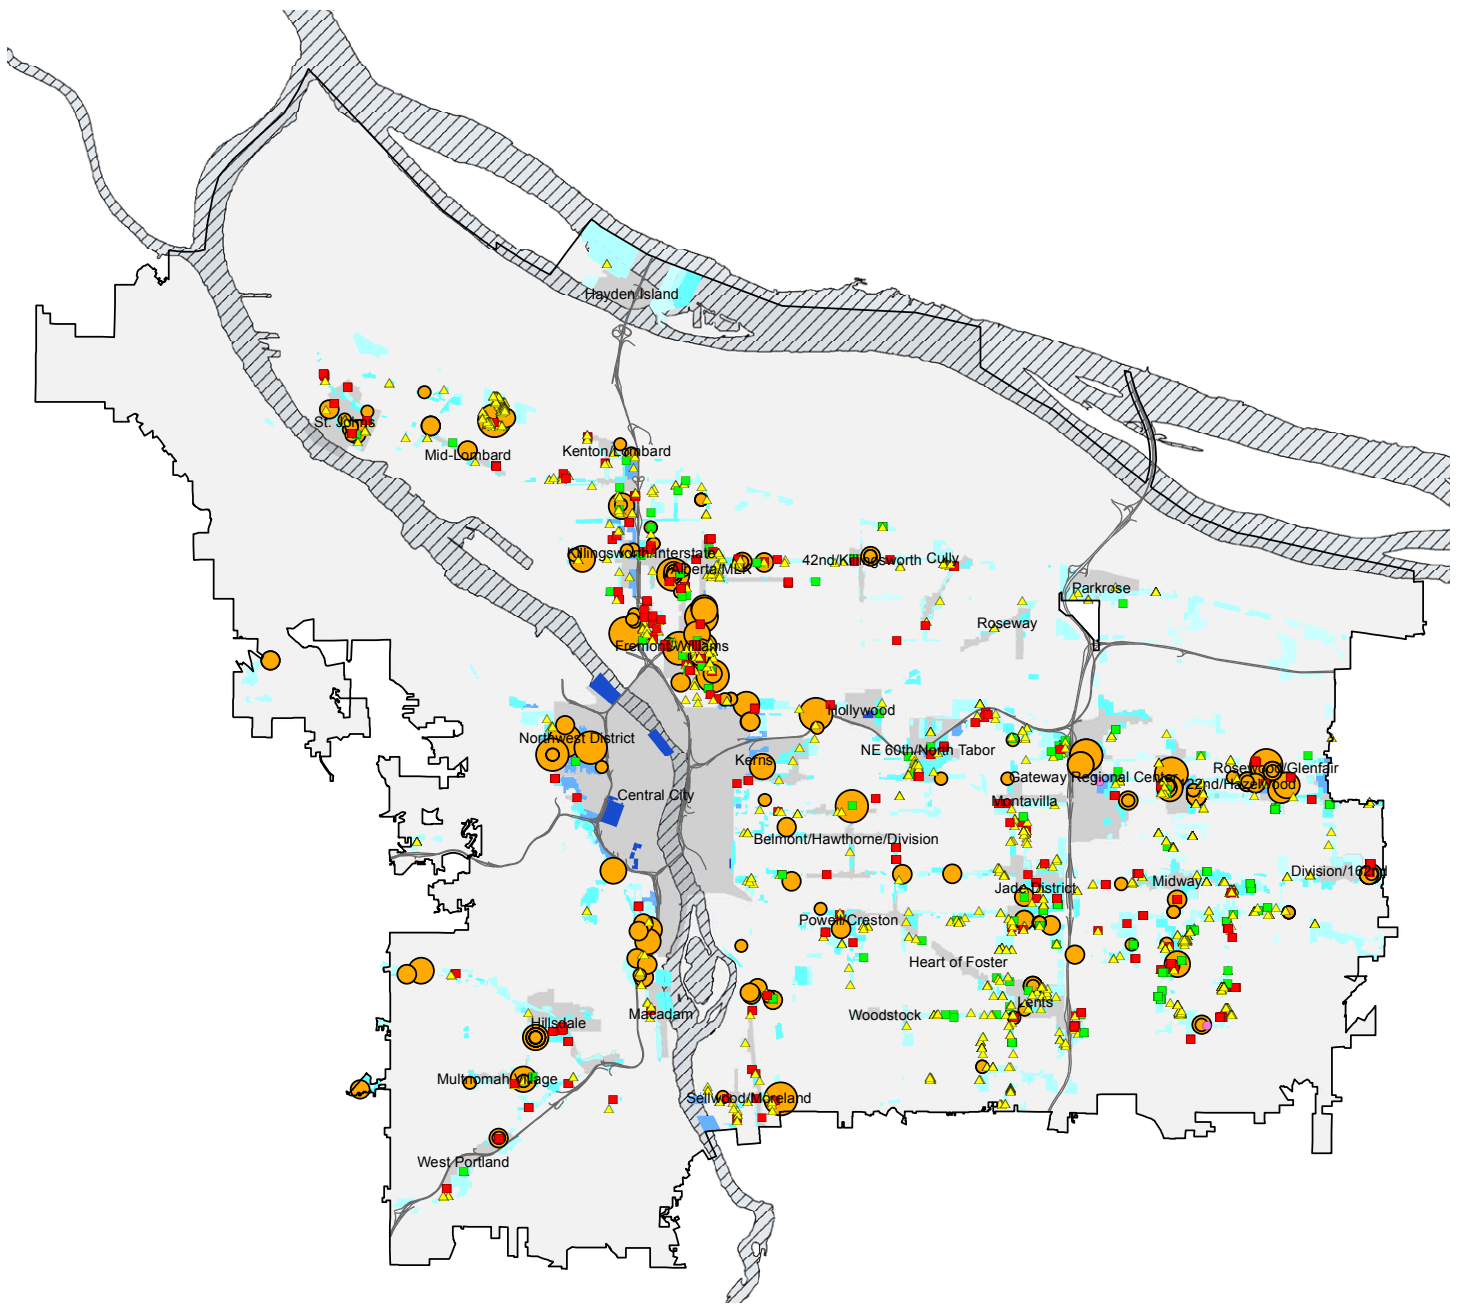 Hayden Island
St. Johns
Mid-Lombard
Kenton/Lombard
Killingsworth/Interstate
42nd/Killingsworth
Cully
Alberta/MLK
Parkrose
Roseway
Fremont/Williams
Hollywood
Northwest District
NE 60th/North Tabor
Kerns
Rosewood/Glenfair
Gateway Regional Center
122nd/Hazelwood
Central City
Montavilla
Belmont/Hawthorne/Division
Division/162nd
Jade District
Midway
Powell/Creston
Heart of Foster
Lents
Macadam
Woodstock
Hillsdale
Multnomah Village
Sellwood/Moreland
West Portland